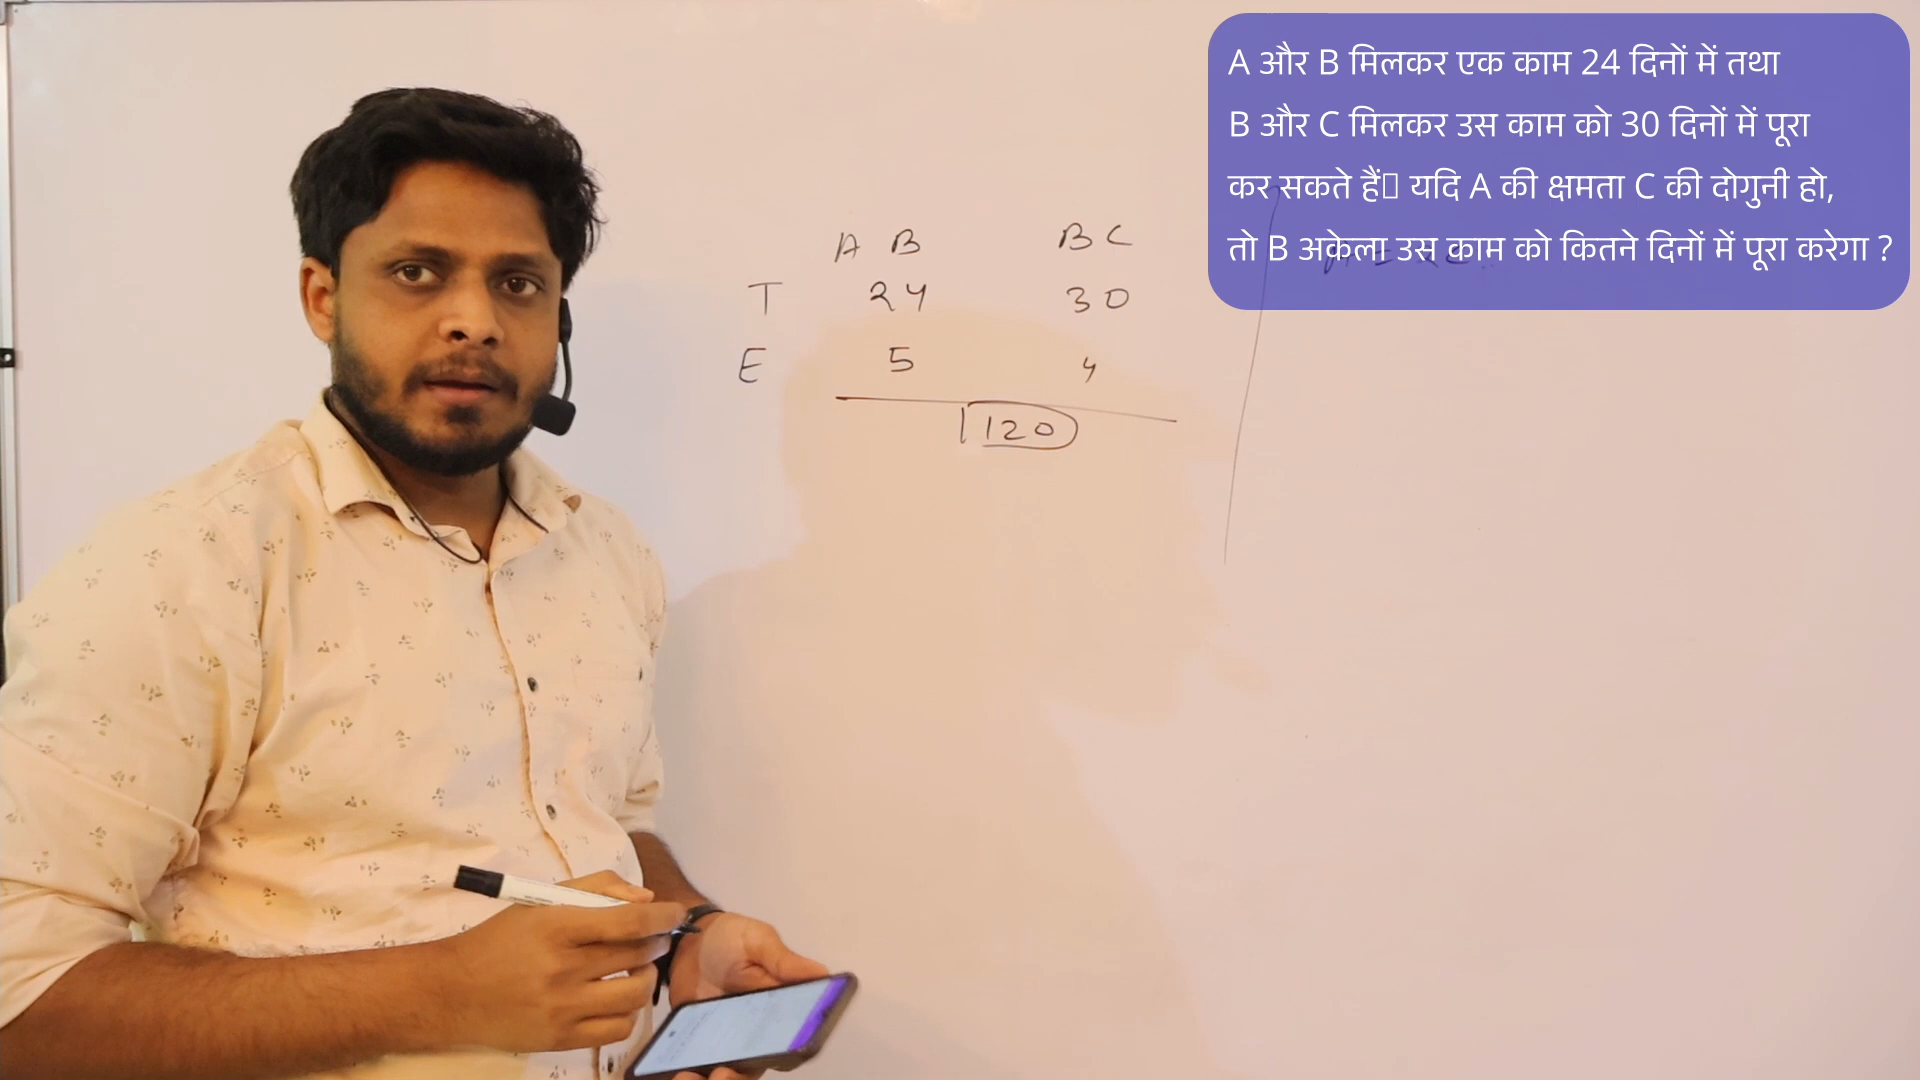 A और B मिलकर एक काम 24 दिनों में तथा
B और C मिलकर उस काम को 30 दिनों में पूरा
कर सकते हैं। यदि A की क्षमता C की दोगुनी हो,
तो B अकेला उस काम को कितने दिनों में पूरा करेगा ?
A B B C
T 24 30
E 5 4
120